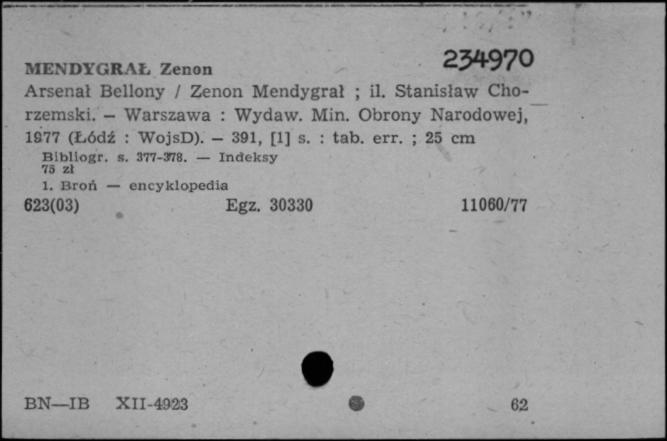 234970
MENDYGRAŁ Zenon
Arsenał Bellony / Zenon Mendygrał ; il. Stanisław Cho-
rzemski. — Warszawa : Wydaw. Min. Obrony Narodowej,
1977 (Łódź : WojsD). — 391, [1] s. : tab. err. ; 25 cm
Bibliogr. s. 377-378. — Indeksy
75 zł
1. Broń — encyklopedia
623(03) Egz. 30330 11060/77
BN—IB XII-4923 62